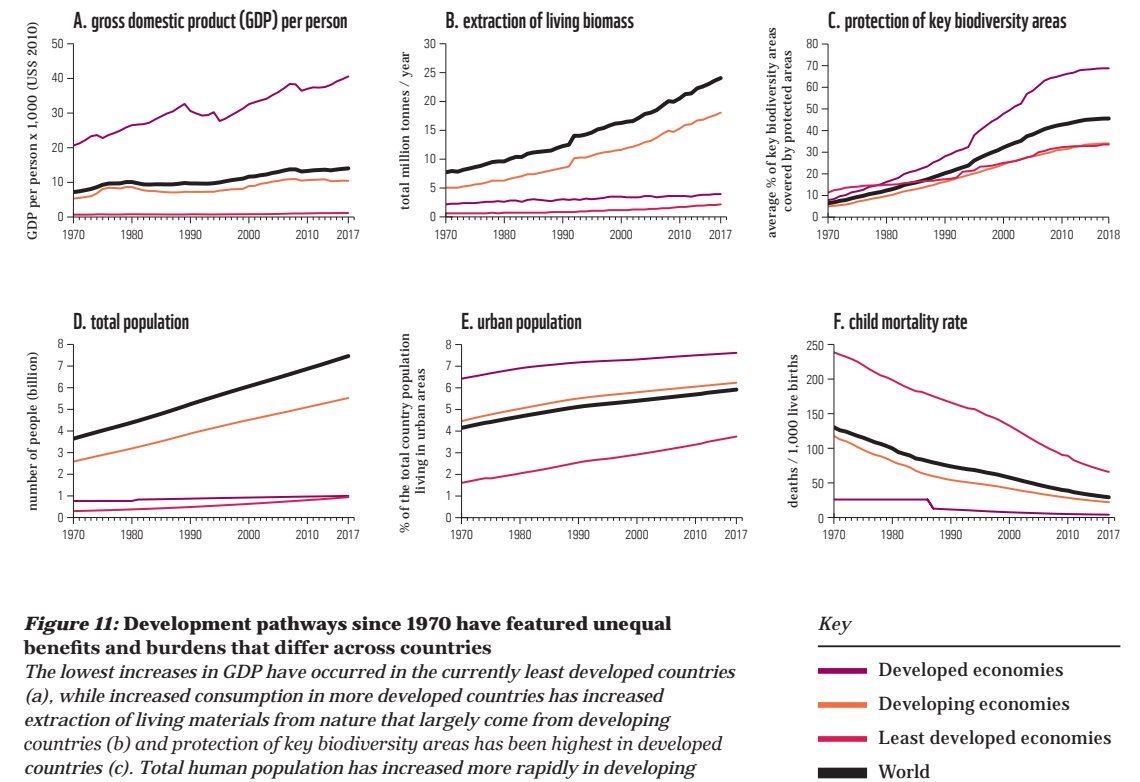 A. gross domestic product (GDP) per person
GDP per person x 1,000 (US$ 2010)
50
40
30
20
10
0
1970 1980 1990 2000 2010 2017
B. extraction of living biomass
total million tonnes / year
30
25
20
15
10
5
0
1970 1980 1990 2000 2010 2017
C. protection of key biodiversity areas
average % of key biodiversity areas
covered by protected areas
80
70
60
50
40
30
20
10
0
1970 1980 1990 2000 2010 2018
D. total population
number of people (billion)
8
7
6
5
4
3
2
1
0
1970 1980 1990 2000 2010 2017
E. urban population
% of the total country population
living in urban areas
8
7
6
5
4
3
2
1
0
1970 1980 1990 2000 2010 2017
F. child mortality rate
deaths / 1,000 live births
250
200
150
100
50
0
1970 1980 1990 2000 2010 2017
Figure 11: Development pathways since 1970 have featured unequal
benefits and burdens that differ across countries
The lowest increases in GDP have occurred in the currently least developed countries
(a), while increased consumption in more developed countries has increased
extraction of living materials from nature that largely come from developing
countries (b) and protection of key biodiversity areas has been highest in developed
countries (c). Total human population has increased more rapidly in developing
Key
Developed economies
Developing economies
Least developed economies
World